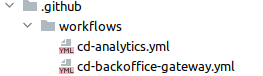 .github
workflows
YML cd-analytics.yml
YML cd-backoffice-gateway.yml